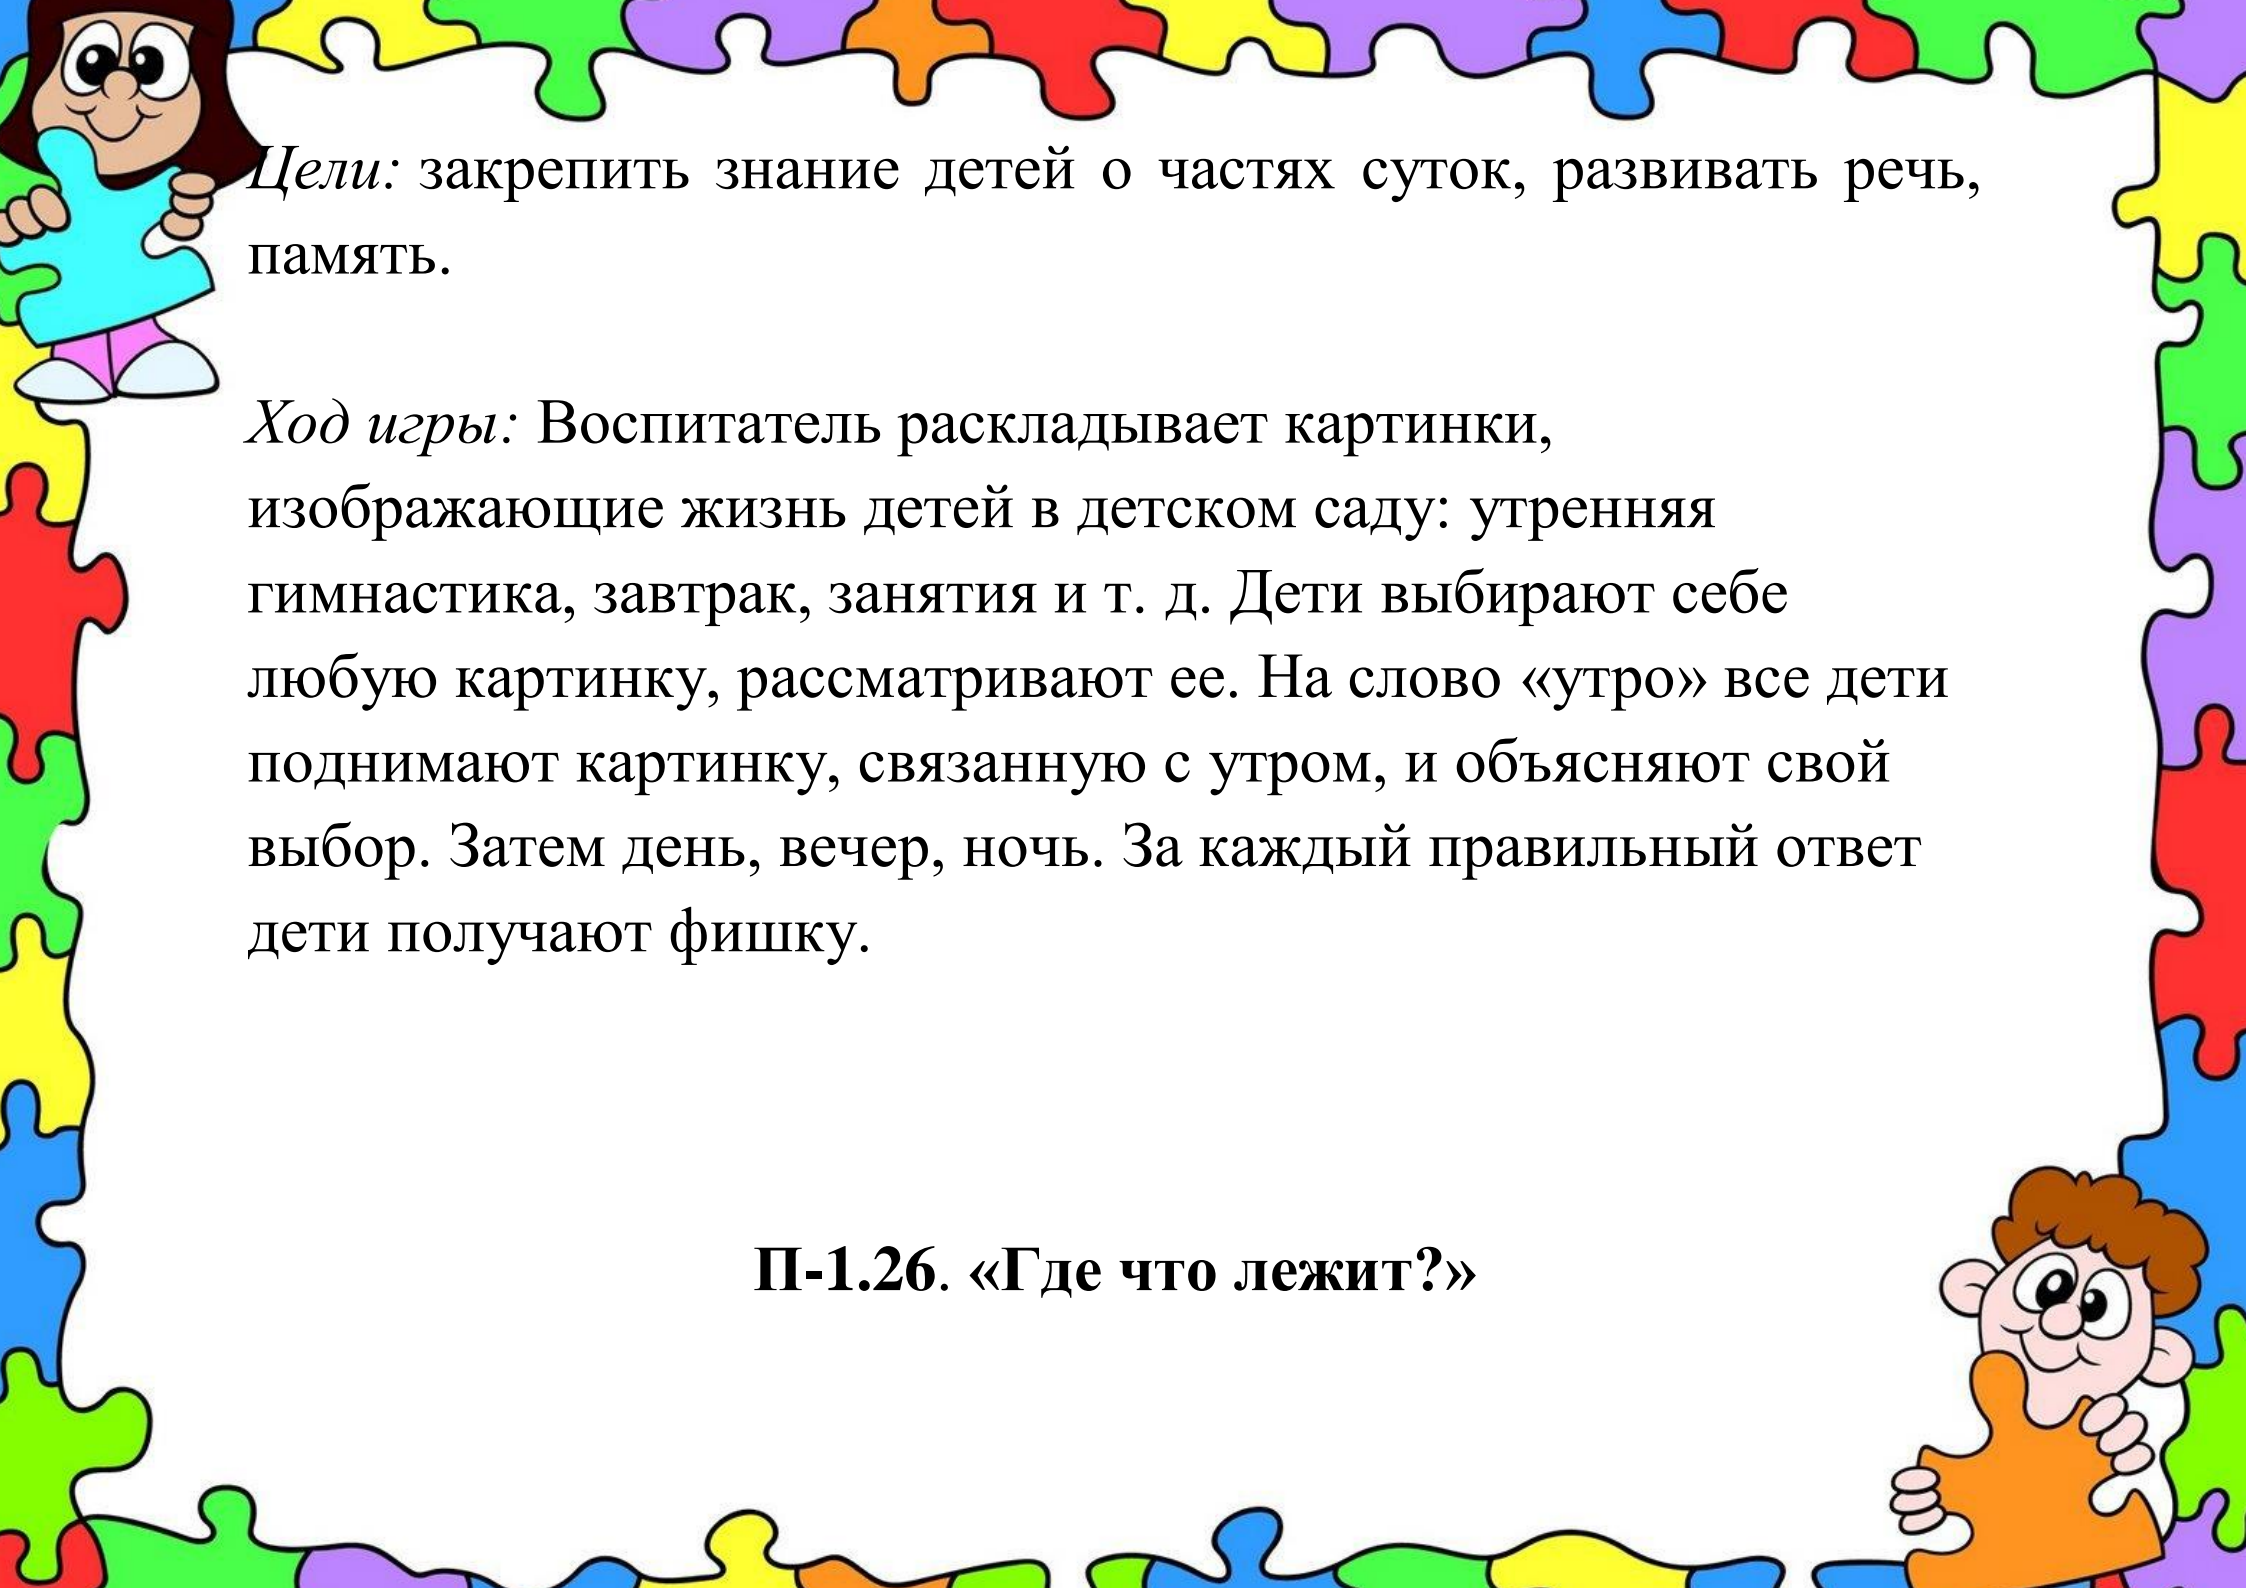 Цели: закрепить знание детей о частях суток, развивать речь,
память.
Ход игры: Воспитатель раскладывает картинки,
изображающие жизнь детей в детском саду: утренняя
гимнастика, завтрак, занятия и т. д. Дети выбирают себе
любую картинку, рассматривают ее. На слово «утро» все дети
поднимают картинку, связанную с утром, и объясняют свой
выбор. Затем день, вечер, ночь. За каждый правильный ответ
дети получают фишку.
П-1.26. «Где что лежит?»